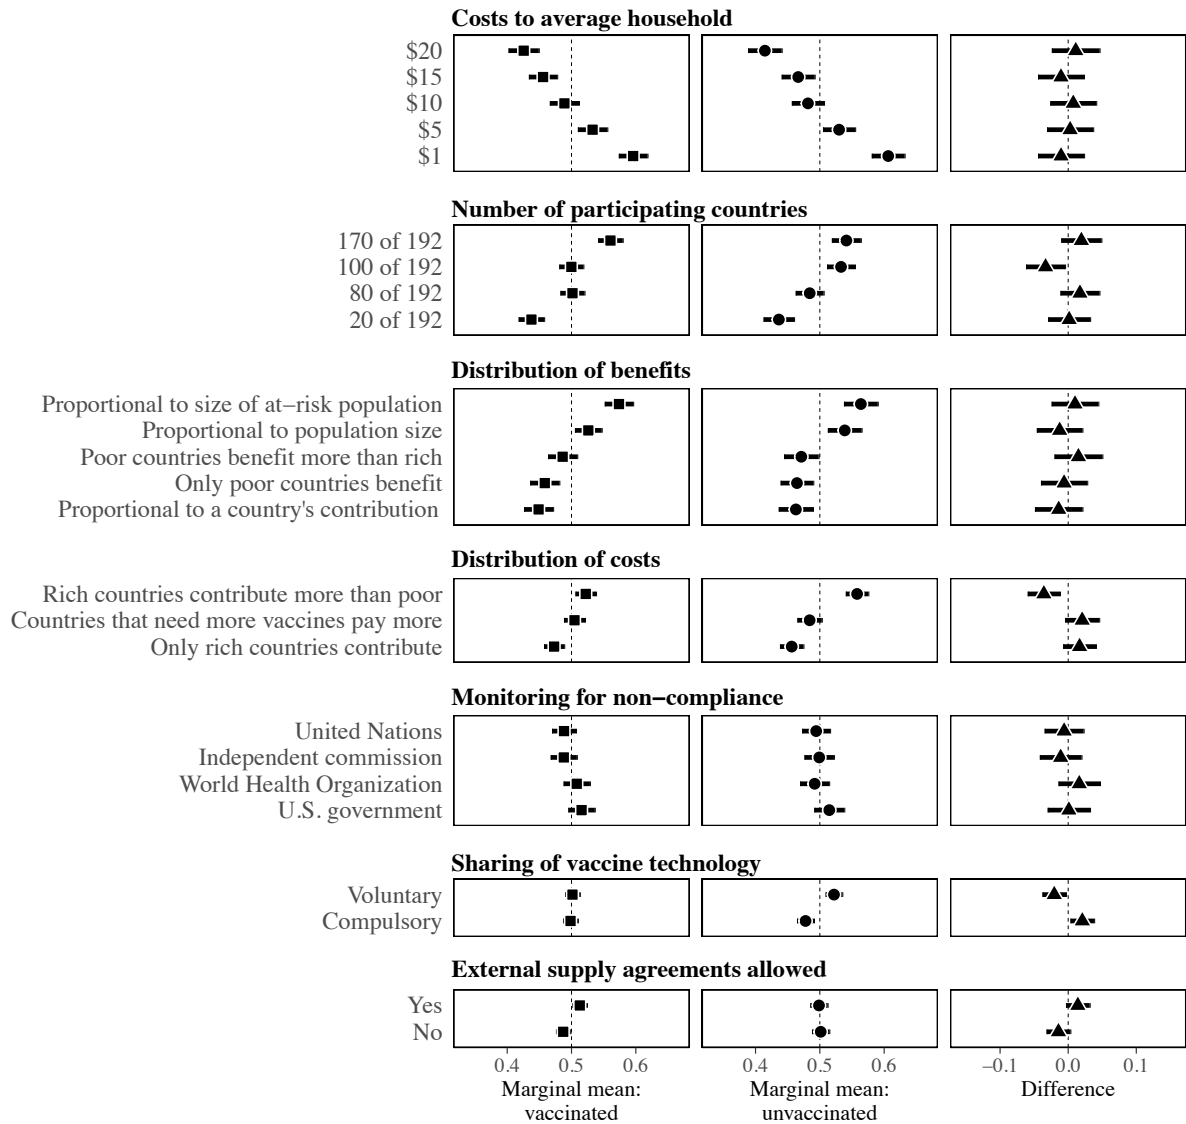 Costs to average household
$20
$15
$10
$5
$1
Number of participating countries
170 of 192
100 of 192
80 of 192
20 of 192
Distribution of benefits
Proportional to size of at−risk population
Proportional to population size
Poor countries benefit more than rich
Only poor countries benefit
Proportional to a country's contribution
Distribution of costs
Rich countries contribute more than poor
Countries that need more vaccines pay more
Only rich countries contribute
Monitoring for non−compliance
United Nations
Independent commission
World Health Organization
U.S. government
Sharing of vaccine technology
Voluntary
Compulsory
External supply agreements allowed
Yes
No
0.4 0.5 0.6 0.4 0.5 0.6 −0.1 0.0 0.1
Marginal mean: Marginal mean: Difference
vaccinated unvaccinated